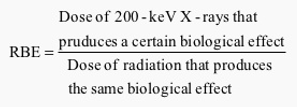 Dose of 200 - keV X - rays that
RBE = pruduces a certain biological effect
Dose of radiation that produces
the same biological effect